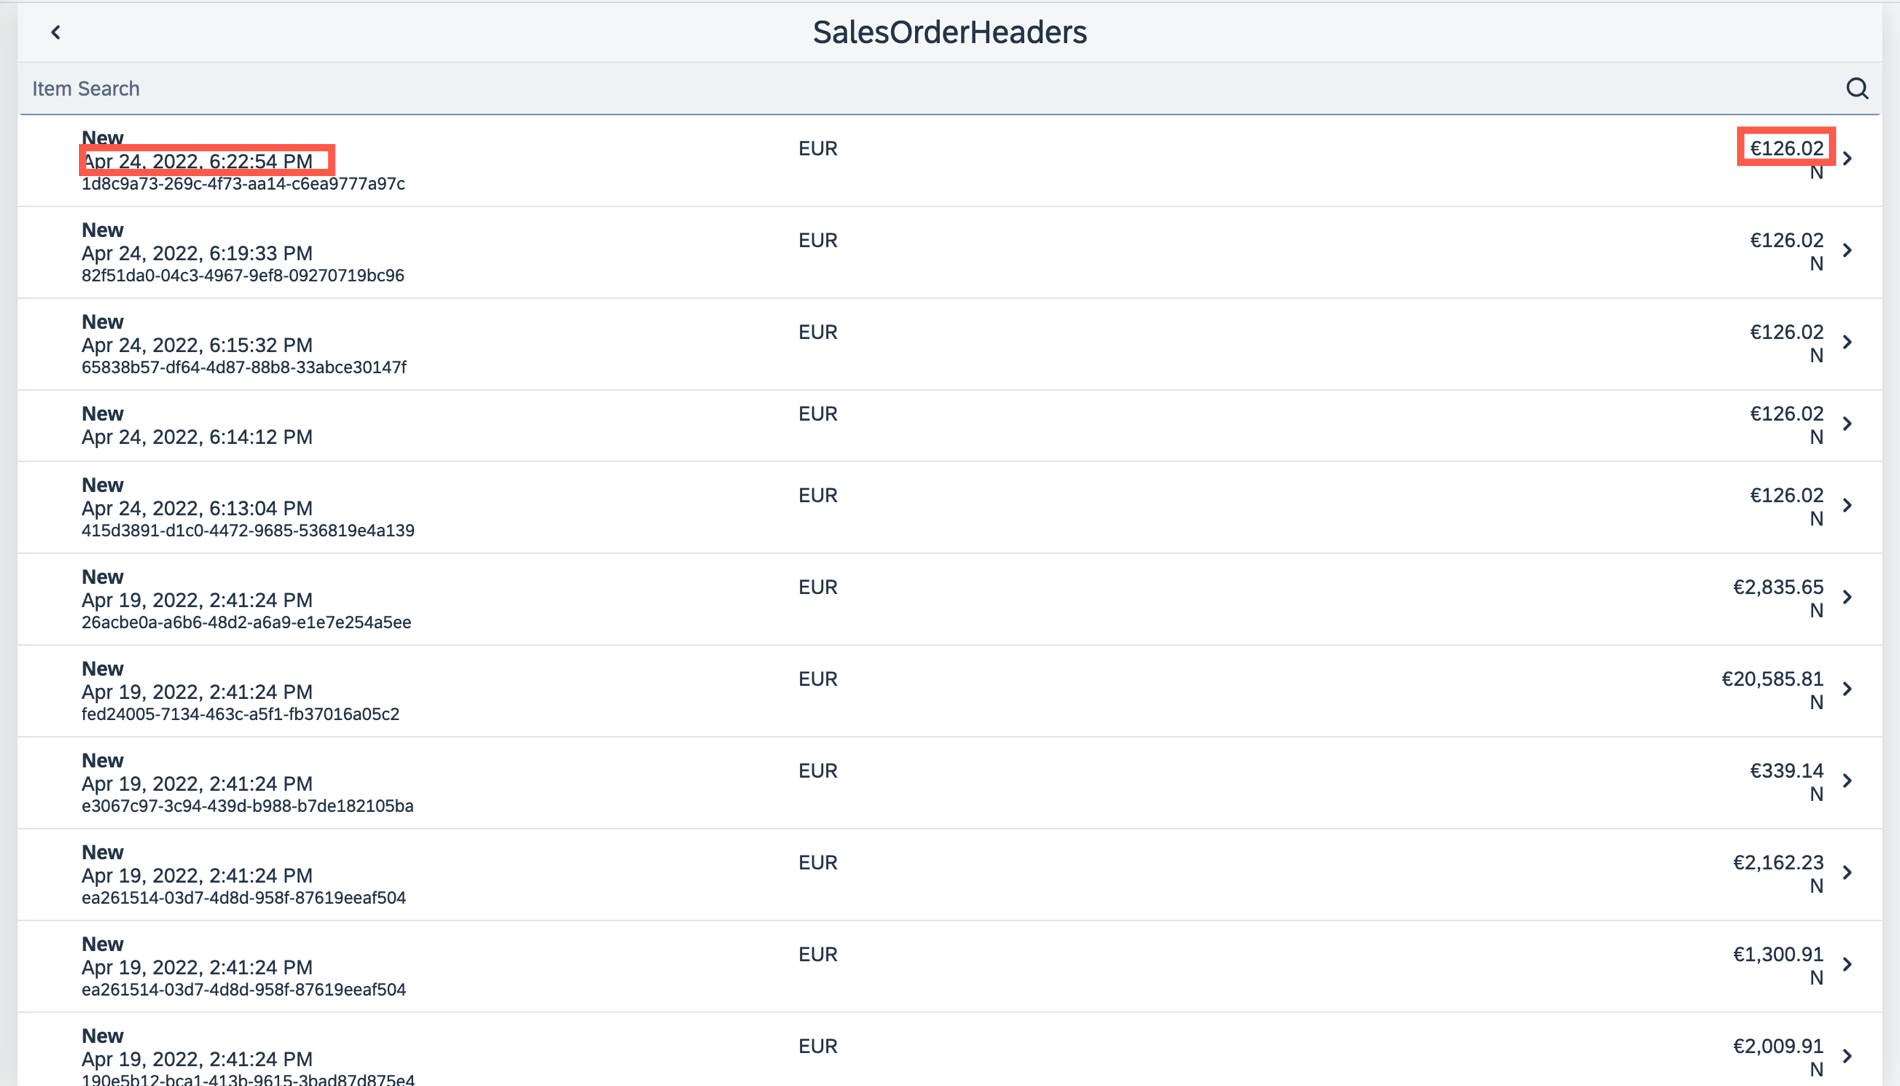 SalesOrderHeaders
Item Search
New
Apr 24, 2022, 6:22:54 PM
1d8c9a73-269c-4f73-aa14-c6ea9777a97c
EUR
€126.02
N
New
Apr 24, 2022, 6:19:33 PM
82f51da0-04c3-4967-9ef8-09270719bc96
EUR
€126.02
N
New
Apr 24, 2022, 6:15:32 PM
65838b57-df64-4d87-88b8-33abce30147f
EUR
€126.02
N
New
Apr 24, 2022, 6:14:12 PM
EUR
€126.02
N
New
Apr 24, 2022, 6:13:04 PM
415d3891-d1c0-4472-9685-536819e4a139
EUR
€126.02
N
New
Apr 19, 2022, 2:41:24 PM
26acbe0a-a6b6-48d2-a6a9-e1e7e254a5ee
EUR
€2,835.65
N
New
Apr 19, 2022, 2:41:24 PM
fed24005-7134-463c-a5f1-fb37016a05c2
EUR
€20,585.81
N
New
Apr 19, 2022, 2:41:24 PM
e3067c97-3c94-439d-b988-b7de182105ba
EUR
€339.14
N
New
Apr 19, 2022, 2:41:24 PM
ea261514-03d7-4d8d-958f-87619eeaf504
EUR
€2,162.23
N
New
Apr 19, 2022, 2:41:24 PM
ea261514-03d7-4d8d-958f-87619eeaf504
EUR
€1,300.91
N
New
Apr 19, 2022, 2:41:24 PM
190e5b12-bca1-413b-9615-3bad87d875e4
EUR
€2,009.91
N